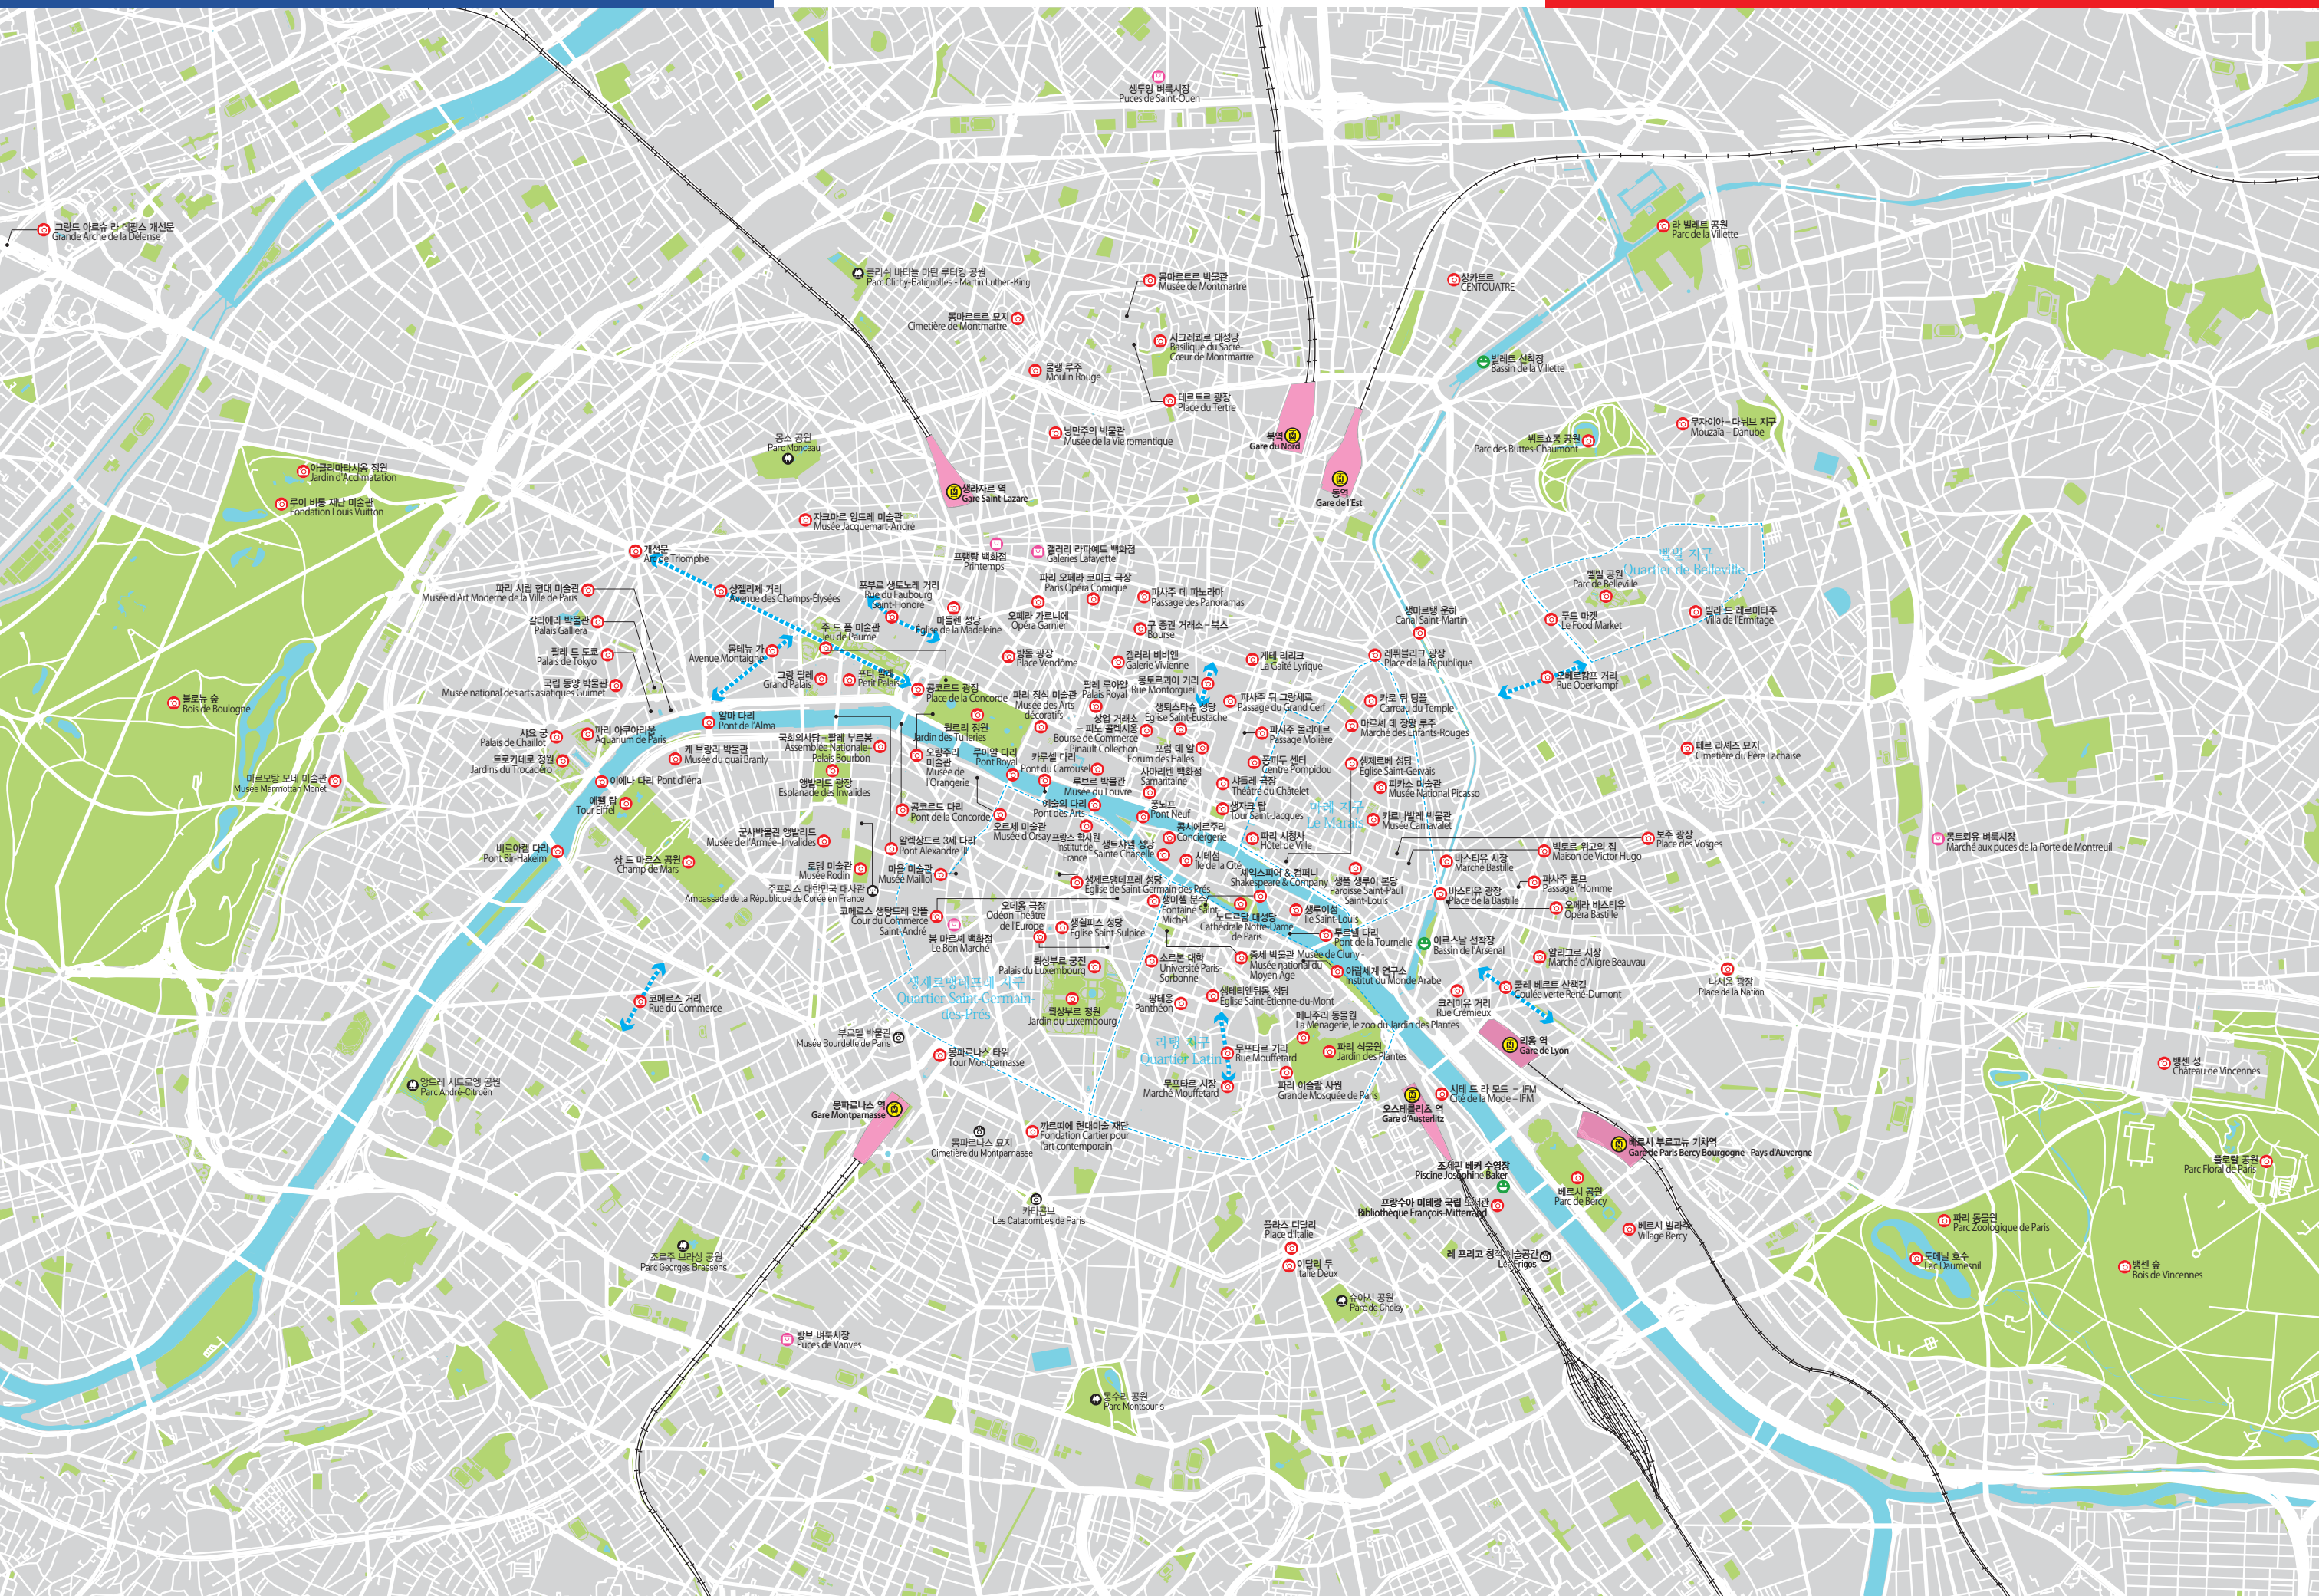 생투앙 벼룩시장
Puces de Saint-Ouen
그랑드 아르슈 라 데팡스 개선문
Grande Arche de la Défense
라 빌레트 공원
Parc de la Villette
클리쉬 바티뇰 마틴 루터킹 공원
Parc Clichy-Batignolles - Martin Luther-King
몽마르트르 박물관
Musée de Montmartre
상카트르
CENTQUATRE
몽마르트르 묘지
Cimetière de Montmartre
사크레쾨르 대성당
Basilique du Sacré-
Cœur de Montmartre
물랭 루주
Moulin Rouge
빌레트 선착장
Bassin de la Villette
테르트르 광장
Place du Tertre
낭만주의 박물관
Musée de la Vie romantique
북역
Gare du Nord
동역
Gare de l'Est
뷔트쇼몽 공원
Parc des Buttes-Chaumont
무자이아 – 다뉘브 지구
Mouzaïa – Danube
몽소 공원
Parc Monceau
아클리마타시옹 정원
Jardin d'Acclimatation
루이 비통 재단 미술관
Fondation Louis Vuitton
생라자르 역
Gare Saint-Lazare
자크마르 앙드레 미술관
Musée Jacquemart-André
개선문
Arc de Triomphe
프랭탕 백화점
Printemps
갤러리 라파예트 백화점
Galeries Lafayette
벨빌 지구
Quartier de Belleville
벨빌 공원
Parc de Belleville
파리 시립 현대 미술관
Musée d'Art Moderne de la Ville de Paris
샹젤리제 거리
Avenue des Champs-Élysées
포부르 생토노레 거리
Rue du Faubourg
Saint-Honoré
파리 오페라 코미크 극장
Paris Opéra Comique
파사주 데 파노라마
Passage des Panoramas
오페라 가르니에
Opéra Garnier
마들렌 성당
Église de la Madeleine
생마르탱 운하
Canal Saint-Martin
푸드 마켓
Le Food Market
빌라 드 레르미타주
Villa de l'Ermitage
갈리에라 박물관
Palais Galliera
주 드 폼 미술관
Jeu de Paume
구 증권 거래소 – 북스
Bourse
팔레 드 도쿄
Palais de Tokyo
몽테뉴 가
Avenue Montaigne
방돔 광장
Place Vendôme
갤러리 비비엔
Galerie Vivienne
게테 리리크
La Gaîté Lyrique
레퓌블리크 광장
Place de la République
국립 동양 박물관
Musée national des arts asiatiques Guimet
그랑 팔레
Grand Palais
프티 팔레
Petit Palais
콩코르드 광장
Place de la Concorde
파리 장식 미술관
Musée des Arts
décoratifs
팔레 루아얄
Palais Royal
몽토르괴이 거리
Rue Montorgueil
오베르캄프 거리
Rue Oberkampf
불로뉴 숲
Bois de Boulogne
생퇴스타슈 성당
Église Saint-Eustache
파사주 뒤 그랑세르
Passage du Grand Cerf
카로 뒤 탕플
Carreau du Temple
알마 다리
Pont de l'Alma
튈르리 정원
Jardin des Tuileries
상업 거래소
– 피노 콜렉시옹
Bourse de Commerce
- Pinault Collection
파사주 몰리에르
Passage Molière
마르셰 데 장팡 루주
Marché des Enfants-Rouges
샤요 궁
Palais de Chaillot
파리 아쿠아리움
Aquarium de Paris
국회의사당 – 팔레 부르봉
Assemblée Nationale–
Palais Bourbon
포럼 데 알
Forum des Halles
페르 라셰즈 묘지
Cimetière du Père Lachaise
케 브랑리 박물관
Musée du quai Branly
오랑주리
미술관
Musée de
l'Orangerie
루아얄 다리
Pont Royal
카루셀 다리
Pont du Carrousel
퐁피두 센터
Centre Pompidou
생제르베 성당
Église Saint-Gervais
트로카데로 정원
Jardins du Trocadéro
마르모탕 모네 미술관
Musée Marmottan Monet
이에나 다리 Pont d'Iéna
앵발리드 광장
Esplanade des Invalides
루브르 박물관
Musée du Louvre
사마리텐 백화점
Samaritaine
샤틀레 극장
Théâtre du Châtelet
피카소 미술관
Musée National Picasso
에펠 탑
Tour Eiffel
콩코르드 다리
Pont de la Concorde
예술의 다리
Pont des Arts
퐁뇌프
Pont Neuf
생자크 탑
Tour Saint-Jacques
마레 지구
Le Marais
카르나발레 박물관
Musée Carnavalet
군사박물관 앵발리드
Musée de l'Armée–Invalides
오르세 미술관
Musée d'Orsay
프랑스 학사원
Institut de
France
콩시에르주리
Conciergerie
파리 시청사
Hôtel de Ville
보주 광장
Place des Vosges
몽트뢰유 벼룩시장
Marché aux puces de la Porte de Montreuil
비르아켐 다리
Pont Bir-Hakeim
알렉상드르 3세 다리
Pont Alexandre III
생트샤펠 성당
Sainte Chapelle
시테섬
Île de la Cité
빅토르 위고의 집
Maison de Victor Hugo
샹 드 마르스 공원
Champ de Mars
로댕 미술관
Musée Rodin
마욜 미술관
Musée Maillol
셰익스피어 & 컴퍼니
Shakespeare & Company
바스티유 시장
Marché Bastille
주프랑스 대한민국 대사관
Ambassade de la République de Corée en France
생제르맹데프레 성당
Église de Saint Germain des Prés
생폴 생루이 본당
Paroisse Saint-Paul
Saint-Louis
파사주 롬므
Passage l'Homme
바스티유 광장
Place de la Bastille
코메르스 생탕드레 안뜰
Cour du Commerce
Saint-André
오데옹 극장
Odéon Théâtre
de l'Europe
생미셸 분수
Fontaine Saint-
Michel
노트르담 대성당
Cathédrale Notre-Dame
de Paris
생루이섬
Île Saint-Louis
오페라 바스티유
Opéra Bastille
봉 마르셰 백화점
Le Bon Marché
생쉴피스 성당
Église Saint-Sulpice
투르넬 다리
Pont de la Tournelle
아르스날 선착장
Bassin de l'Arsenal
뤽상부르 궁전
Palais du Luxembourg
소르본 대학
Université Paris-
Sorbonne
중세 박물관 Musée de Cluny -
Musée national du
Moyen Âge
알리그르 시장
Marché d'Aligre Beauvau
아랍세계 연구소
Institut du Monde Arabe
나시옹 광장
Place de la Nation
생제르맹데프레 지구
Quartier Saint-Germain-
des-Prés
코메르스 거리
Rue du Commerce
뤽상부르 정원
Jardin du Luxembourg
팡테옹
Panthéon
생테티엔뒤몽 성당
Église Saint-Étienne-du-Mont
크레미유 거리
Rue Crémieux
쿨레 베르트 산책길
Coulée verte René-Dumont
메나주리 동물원
La Ménagerie, le zoo du Jardin des Plantes
부르델 박물관
Musée Bourdelle de Paris
라탱 지구
Quartier Latin
무프타르 거리
Rue Mouffetard
파리 식물원
Jardin des Plantes
리옹 역
Gare de Lyon
몽파르나스 타워
Tour Montparnasse
앙드레 시트로엥 공원
Parc André-Citroën
무프타르 시장
Marché Mouffetard
파리 이슬람 사원
Grande Mosquée de Paris
시테 드 라 모드 – IFM
Cité de la Mode – IFM
뱅센 성
Château de Vincennes
몽파르나스 역
Gare Montparnasse
오스테를리츠 역
Gare d'Austerlitz
몽파르나스 묘지
Cimetière du Montparnasse
까르띠에 현대미술 재단
Fondation Cartier pour
l'art contemporain
베르시 부르고뉴 기차역
Gare de Paris Bercy Bourgogne - Pays d'Auvergne
조세핀 베커 수영장
Piscine Joséphine Baker
플로랄 공원
Parc Floral de Paris
카타콤브
Les Catacombes de Paris
프랑수아 미테랑 국립 도서관
Bibliothèque François-Mitterrand
베르시 공원
Parc de Bercy
플라스 디탈리
Place d'Italie
베르시 빌라주
Village Bercy
파리 동물원
Parc Zoologique de Paris
조르주 브라상 공원
Parc Georges Brassens
이탈리 두
Italie Deux
레 프리고 창작예술공간
Les Frigos
도메닐 호수
Lac Daumesnil
뱅센 숲
Bois de Vincennes
슈아시 공원
Parc de Choisy
방브 벼룩시장
Puces de Vanves
몽수리 공원
Parc Montsouris